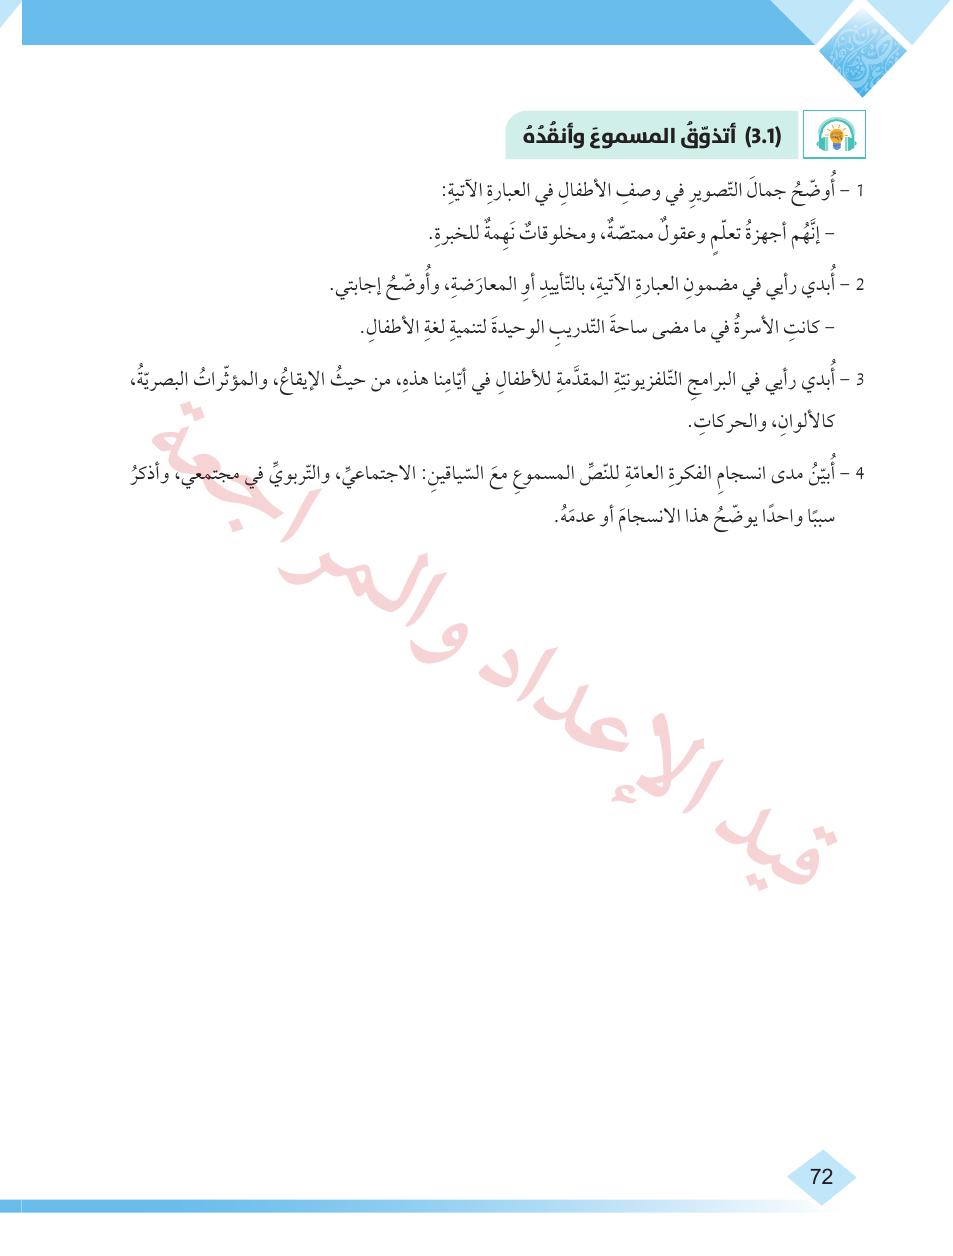 (3.1) أتذوّقُ المسموعَ وأنقُدُهُ
1 – أُوضّحُ جمالَ التّصويرِ في وصفِ الأطفالِ في العبارةِ الآتيةِ:
– إنَّهُم أجهزةُ تعلّمٍ وعقولٌ ممتصّةٌ، ومخلوقاتٌ نَهِمةٌ للخبرةِ.
2 – أُبدي رأيي في مضمونِ العبارةِ الآتيةِ، بالتّأييدِ أوِ المعارَضةِ، وأُوضّحُ إجابتي.
– كانتِ الأسرةُ في ما مضى ساحةَ التّدريبِ الوحيدةَ لتنميةِ لغةِ الأطفالِ.
3 – أُبدي رأيي في البرامجِ التّلفزيونيّةِ المقدَّمةِ للأطفالِ في أيّامِنا هذهِ، من حيثُ الإيقاعُ، والمؤثّراتُ البصريّةُ،
كالألوانِ، والحركاتِ.
4 – أُبيّنُ مدى انسجامِ الفكرةِ العامّةِ للنّصِّ المسموعِ معَ السّياقينِ: الاجتماعيِّ، والتّربويِّ في مجتمعي، وأذكرُ
سببًا واحدًا يوضّحُ هذا الانسجامَ أو عدمَهُ.
قيد الإعداد والمراجعة
72